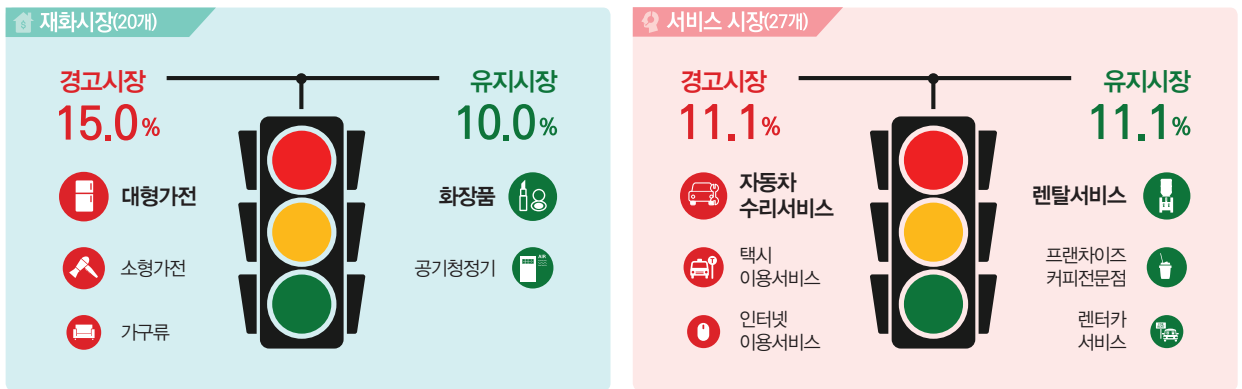 재화시장(20개)
경고시장
15.0%
대형가전
소형가전
가구류
유지시장
10.0%
화장품
공기청정기
AIR
서비스 시장(27개)
경고시장
11.1%
자동차
수리서비스
택시
이용서비스
인터넷
이용서비스
유지시장
11.1%
렌탈서비스
프랜차이즈
커피전문점
렌터카
서비스